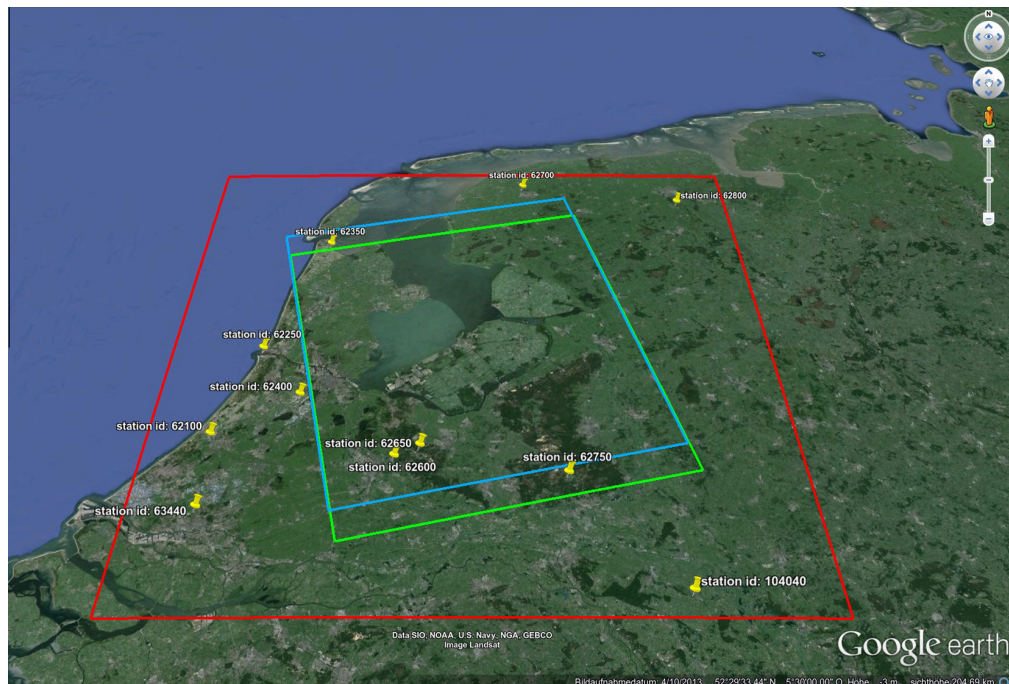 N
station id: 62700
station id: 62800
station id: 62350
station id: 62250
station id: 62400
station id: 62100
station id: 62650
station id: 62750
station id: 62600
station id: 63440
station id: 104040
Data SIO, NOAA, U.S. Navy, NGA, GEBCO
Image Landsat
Google earth
Bildaufnahmedatum: 4/10/2013 52°29'33.44" N 5°30'00.00" O Höhe -3 m sichthöhe 204.69 km